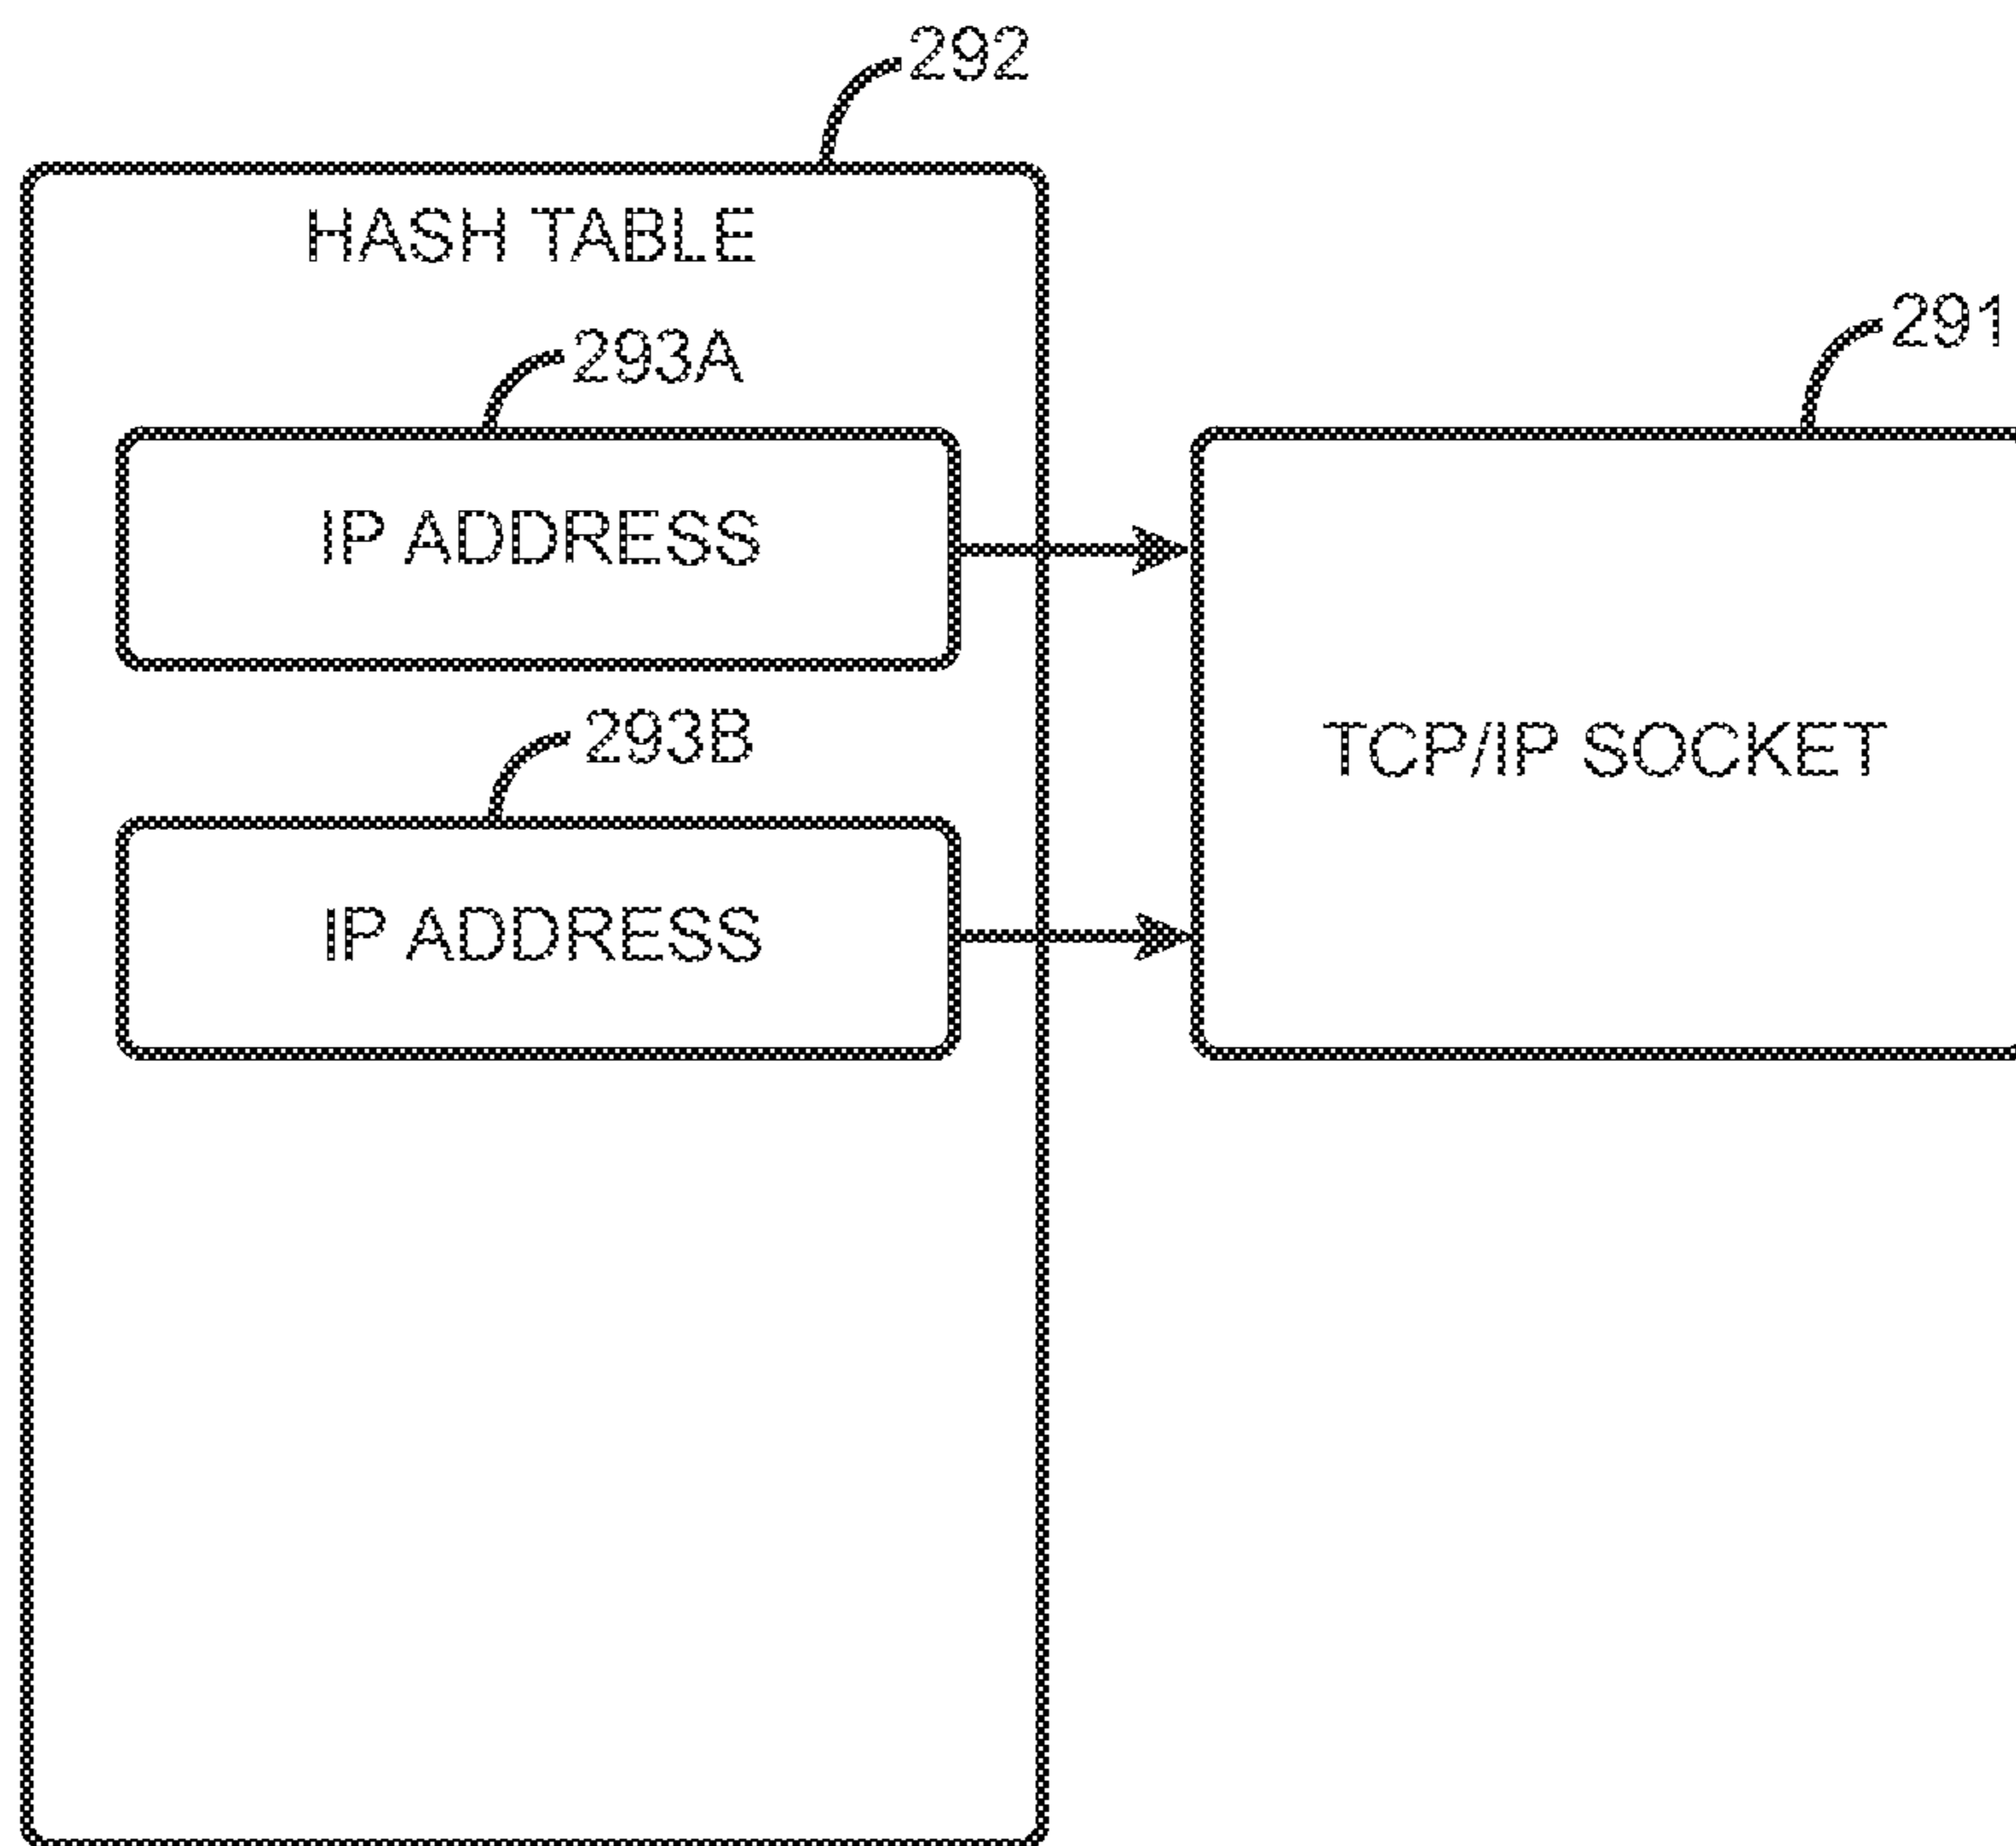 292
HASH TABLE
291
293A
IP ADDRESS
293B
TCP/IP SOCKET
IP ADDRESS